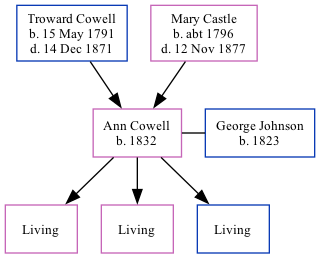 Troward Cowell
b. 15 May 1791
d. 14 Dec 1871
Mary Castle
b. abt 1796
d. 12 Nov 1877
Ann Cowell
b. 1832
George Johnson
b. 1823
Living
Living
Living